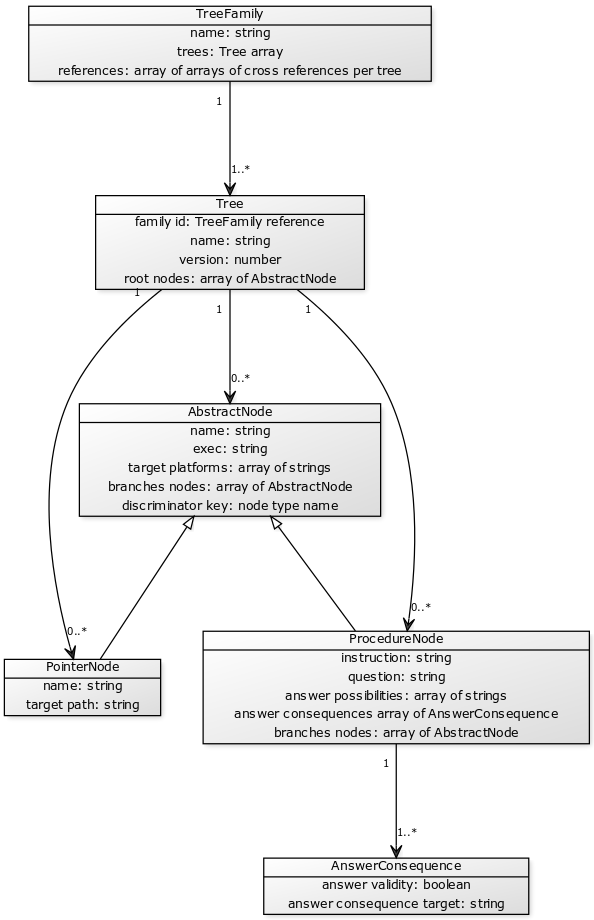 TreeFamily
name: string
trees: Tree array
references: array of arrays of cross references per tree
1
1..*
Tree
family id: TreeFamily reference
name: string
version: number
root nodes: array of AbstractNode
1
1
1
0..*
AbstractNode
name: string
exec: string
target platforms: array of strings
branches nodes: array of AbstractNode
discriminator key: node type name
0..*
0..*
PointerNode
name: string
target path: string
ProcedureNode
instruction: string
question: string
answer possibilities: array of strings
answer consequences array of AnswerConsequence
branches nodes: array of AbstractNode
1
1..*
AnswerConsequence
answer validity: boolean
answer consequence target: string